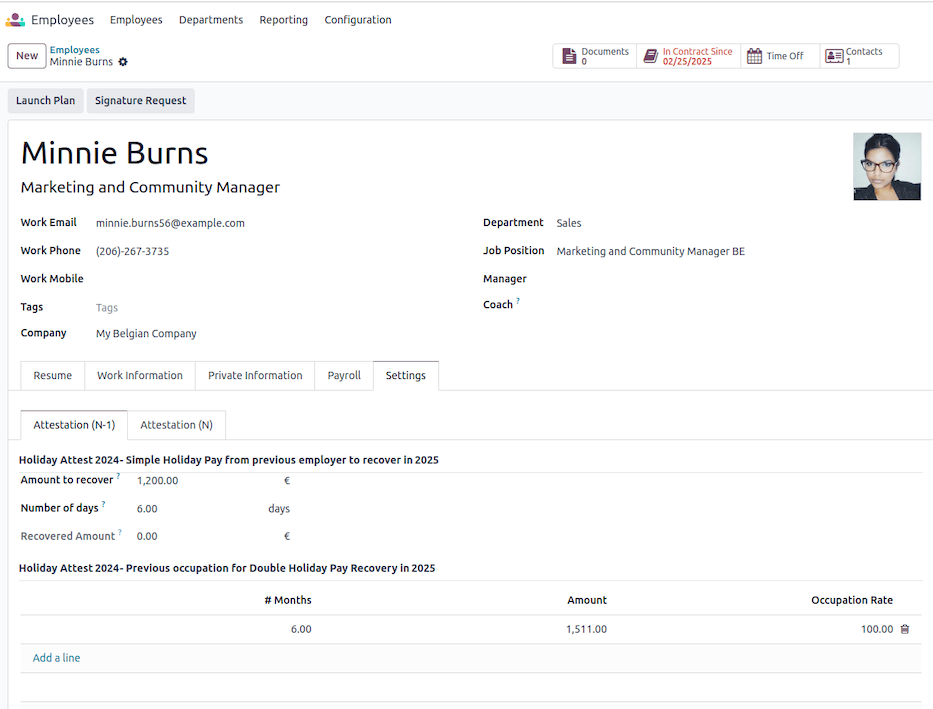 Employees Employees Departments Reporting Configuration
New Employees Documents In Contract Since Time Off Contacts
Minnie Burns 0 02/25/2025 1
Launch Plan Signature Request
Minnie Burns
Marketing and Community Manager
Work Email minnie.burns56@example.com Department Sales
Work Phone (206)-267-3735 Job Position Marketing and Community Manager BE
Work Mobile Manager
Tags Tags Coach ?
Company My Belgian Company
Resume Work Information Private Information Payroll Settings
Attestation (N-1) Attestation (N)
Holiday Attest 2024- Simple Holiday Pay from previous employer to recover in 2025
Amount to recover ? 1,200.00 €
Number of days ? 6.00 days
Recovered Amount ? 0.00 €
Holiday Attest 2024- Previous occupation for Double Holiday Pay Recovery in 2025
# Months Amount Occupation Rate
6.00 1,511.00 100.00
Add a line